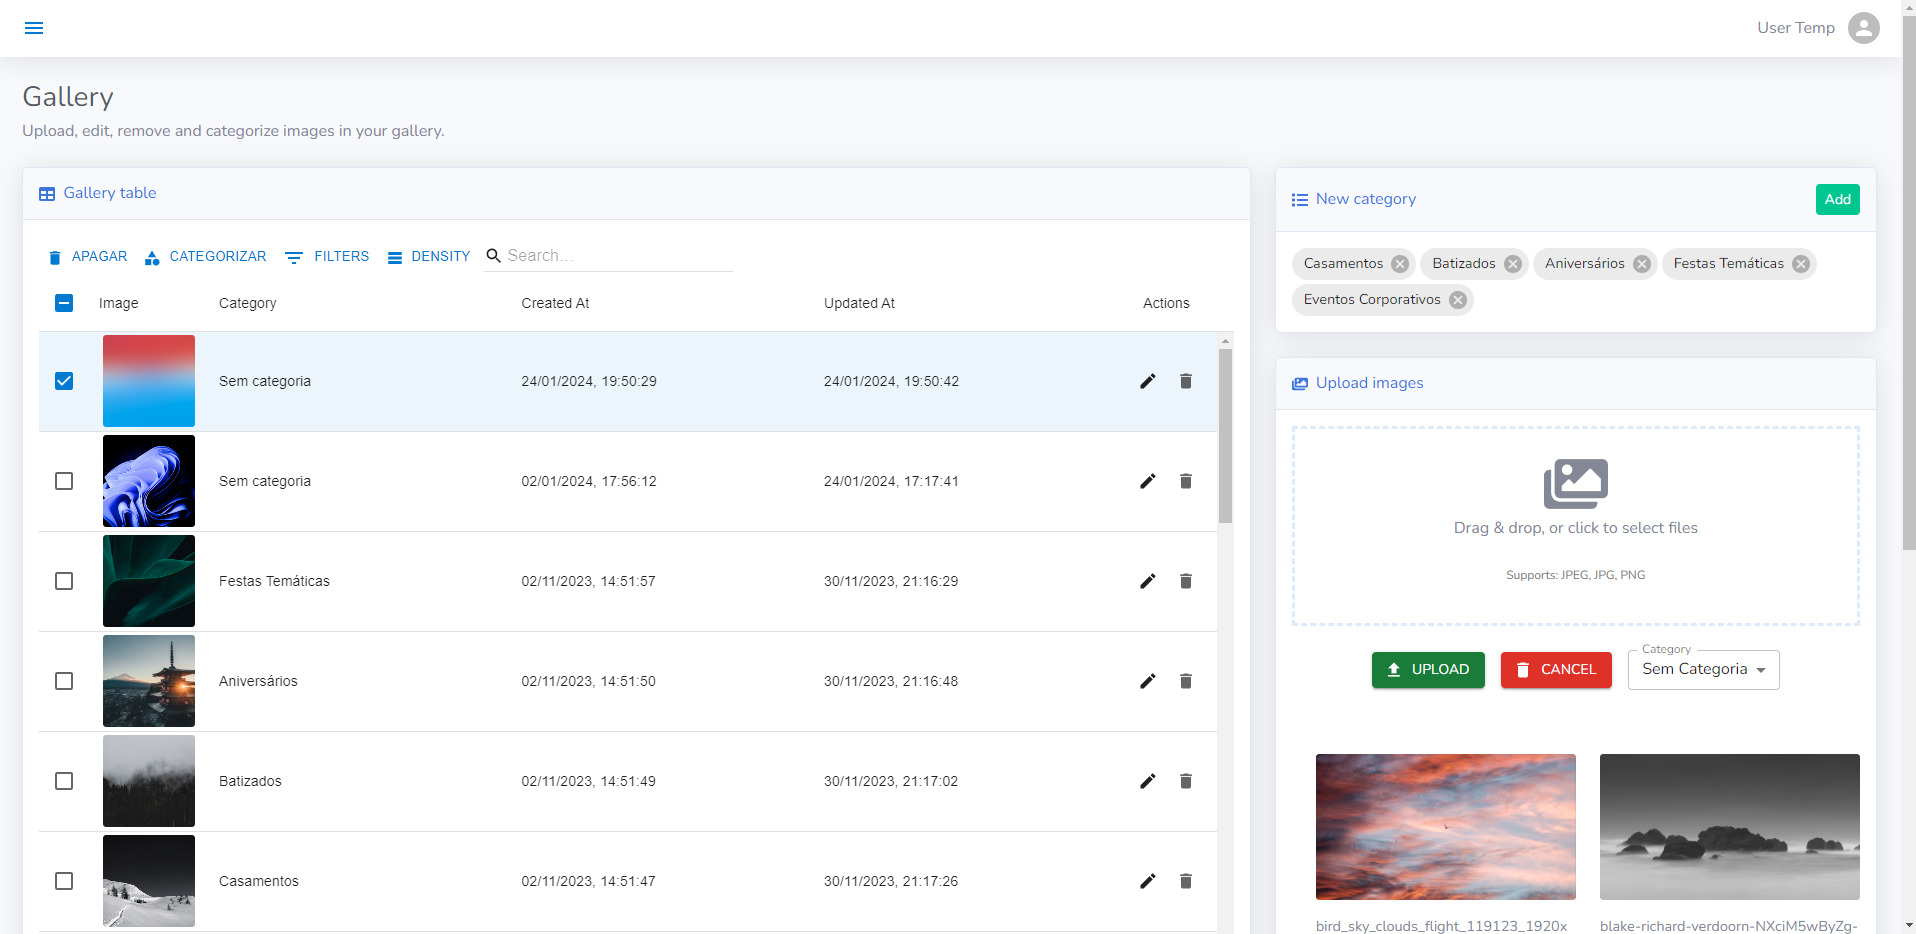 User Temp
Gallery
Upload, edit, remove and categorize images in your gallery.
Gallery table
APAGAR CATEGORIZAR FILTERS DENSITY Search…
Image Category Created At Updated At Actions
Sem categoria 24/01/2024, 19:50:29 24/01/2024, 19:50:42
Sem categoria 02/01/2024, 17:56:12 24/01/2024, 17:17:41
Festas Temáticas 02/11/2023, 14:51:57 30/11/2023, 21:16:29
Aniversários 02/11/2023, 14:51:50 30/11/2023, 21:16:48
Batizados 02/11/2023, 14:51:49 30/11/2023, 21:17:02
Casamentos 02/11/2023, 14:51:47 30/11/2023, 21:17:26
New category Add
Casamentos Batizados Aniversários Festas Temáticas
Eventos Corporativos
Upload images
Drag & drop, or click to select files
Supports: JPEG, JPG, PNG
Category
UPLOAD CANCEL Sem Categoria
bird_sky_clouds_flight_119123_1920x blake-richard-verdoorn-NXciM5wByZg-